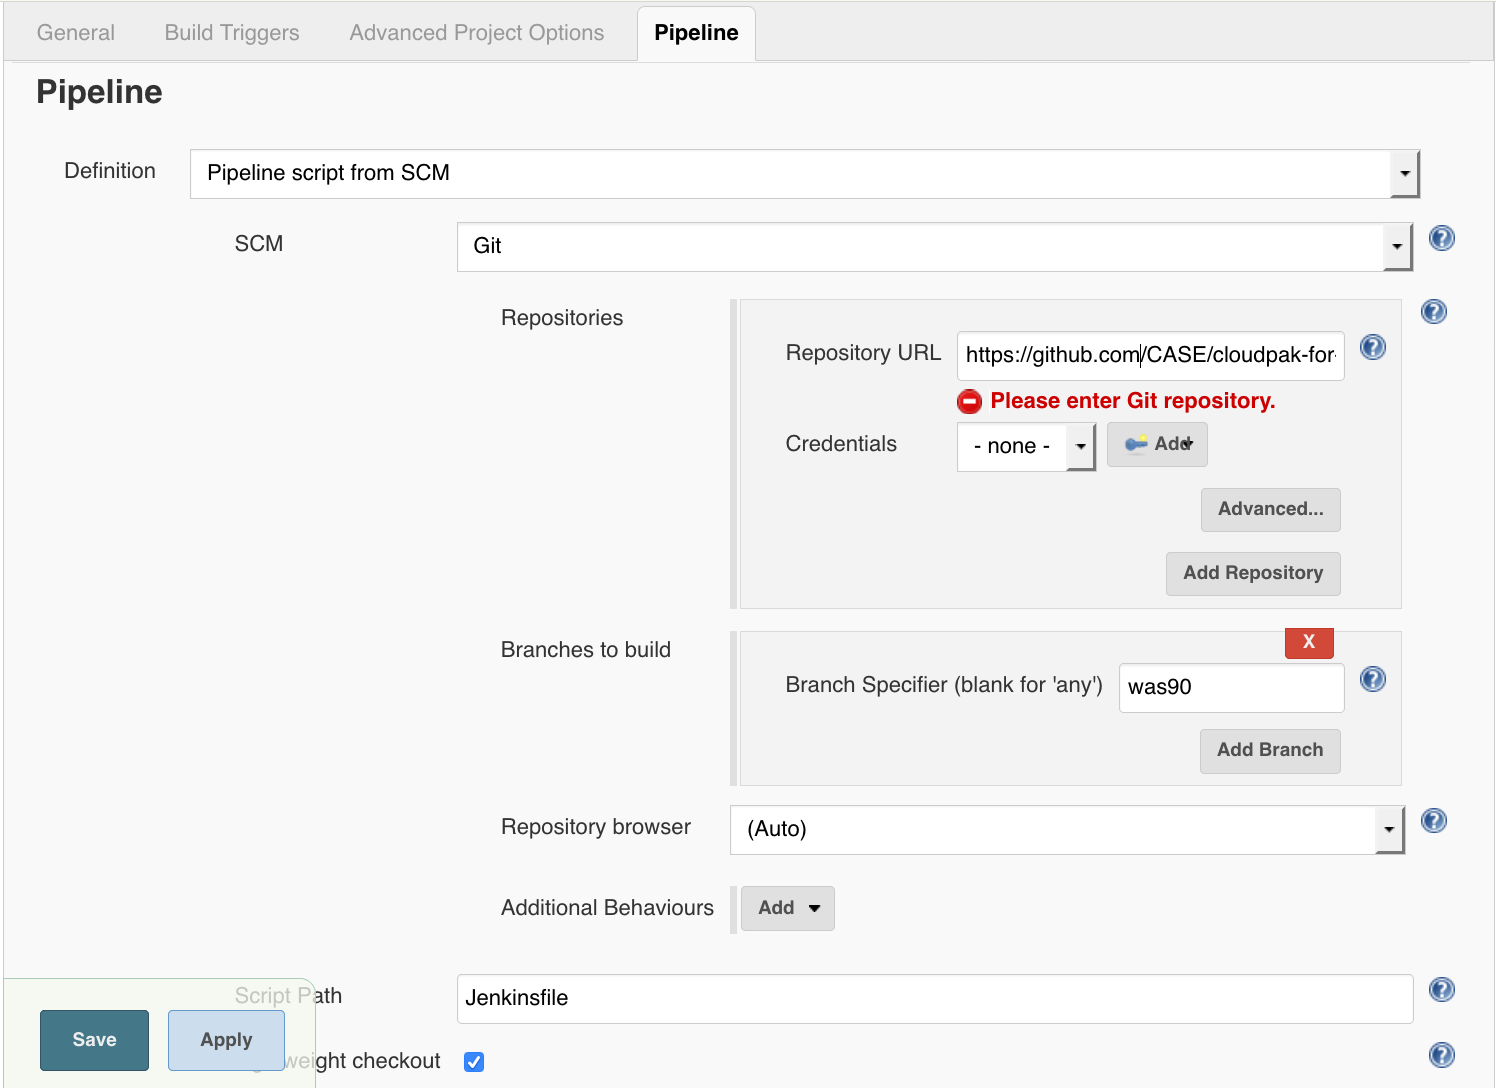 General Build Triggers Advanced Project Options Pipeline
Pipeline
Definition Pipeline script from SCM
SCM Git
Repositories
Repository URL https://github.com/CASE/cloudpak-for-
Please enter Git repository.
Credentials - none - Add
Advanced...
Add Repository
Branches to build
X
Branch Specifier (blank for 'any') was90
Add Branch
Repository browser (Auto)
Additional Behaviours Add
Script Path Jenkinsfile
Save Apply
weight checkout